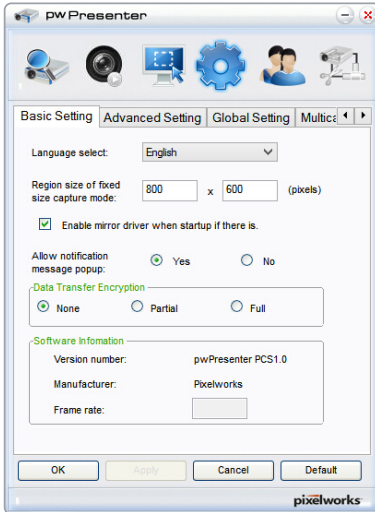 pwPresenter
Basic Setting Advanced Setting Global Setting Multica
Language select: English
Region size of fixed
size capture mode: 800 x 600 (pixels)
Enable mirror driver when startup if there is.
Allow notification
message popup: Yes No
Data Transfer Encryption
None Partial Full
Software Infomation
Version number: pwPresenter PCS1.0
Manufacturer: Pixelworks
Frame rate:
OK Apply Cancel Default
pixelworks